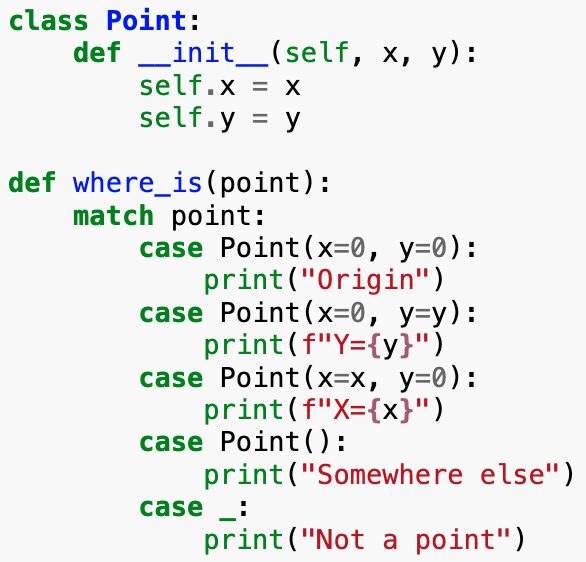 class Point:
    def __init__(self, x, y):
        self.x = x
        self.y = y

def where_is(point):
    match point:
        case Point(x=0, y=0):
            print("Origin")
        case Point(x=0, y=y):
            print(f"Y={y}")
        case Point(x=x, y=0):
            print(f"X={x}")
        case Point():
            print("Somewhere else")
        case _:
            print("Not a point")